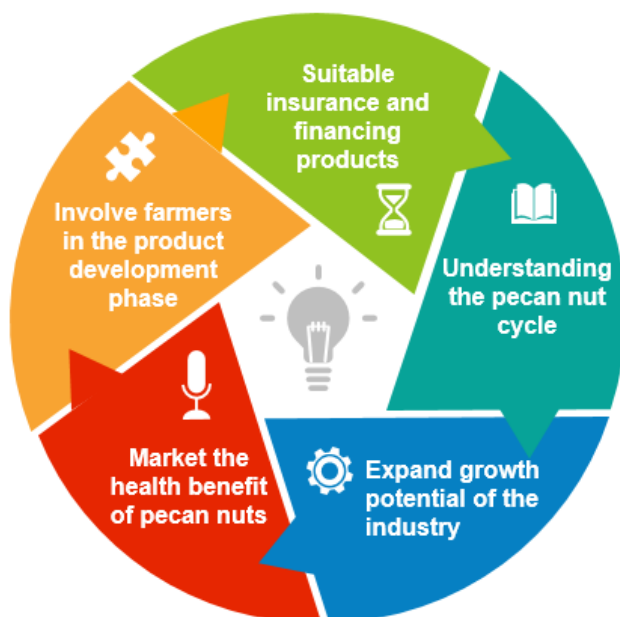 Suitable
insurance and
financing
products
Understanding
the pecan nut
cycle
Expand growth
potential of the
industry
Market the
health benefit
of pecan nuts
Involve farmers
in the product
development
phase